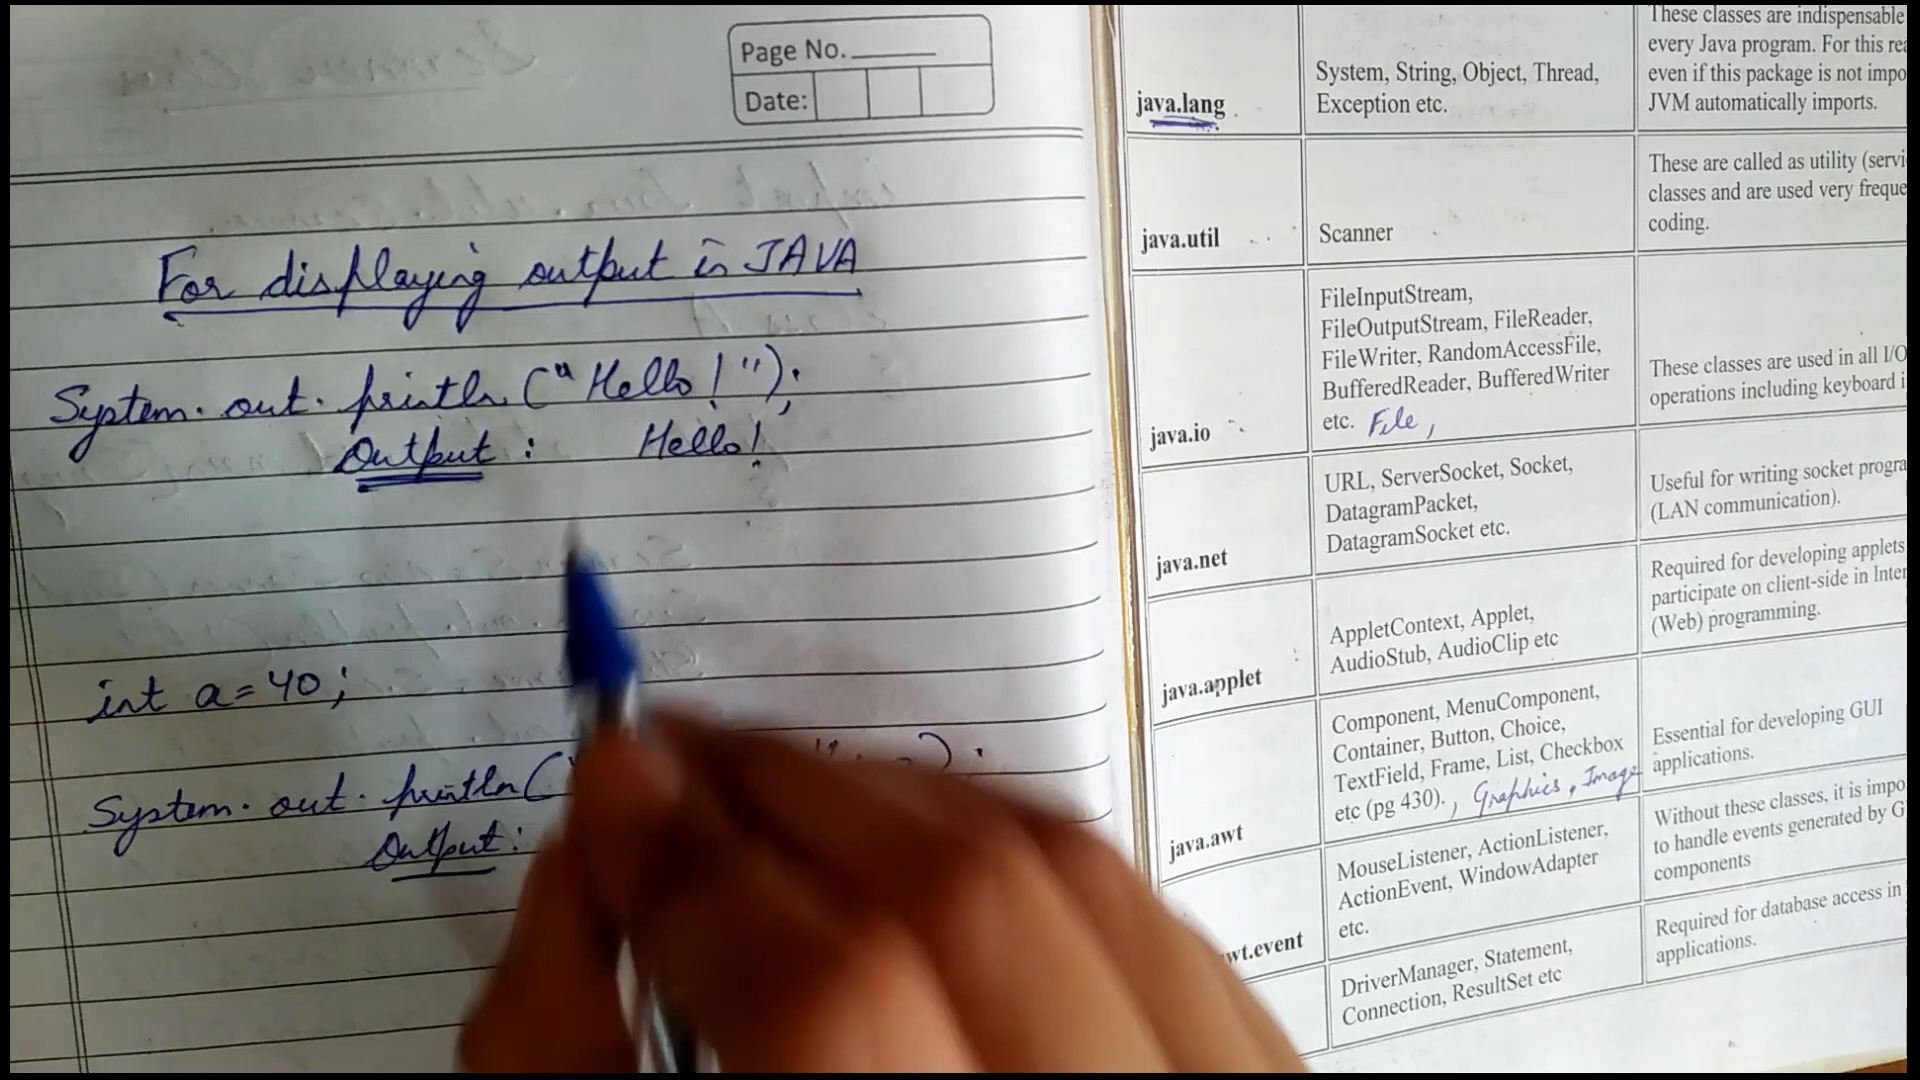 Page No.
Date:
For displaying output in JAVA
System.out.println("Hello!");
Output: Hello!
int a=40;
System.out.println("
);
Output:
java.lang
System, String, Object, Thread,
Exception etc.
These classes are indispensable
every Java program. For this
even if this package is not
JVM automatically imports.
java.util
Scanner
These are called as utility
classes and are used very
coding.
java.io
FileInputStream,
FileOutputStream, FileReader,
FileWriter, RandomAccessFile,
BufferedReader, BufferedWriter
etc. File,
These classes are used in all I/O
operations including keyboard
java.net
URL, ServerSocket, Socket,
DatagramPacket,
DatagramSocket etc.
Useful for writing socket
(LAN communication).
java.applet
AppletContext, Applet,
AudioStub, AudioClip etc
Required for developing applets
participate on client-side in
(Web) programming.
java.awt
Component, MenuComponent,
Container, Button, Choice,
TextField, Frame, List, Checkbox
etc (pg 430)., Graphics, Image
Essential for developing GUI
applications.
wt.event
MouseListener, ActionListener,
ActionEvent, WindowAdapter
etc.
Without these classes, it is
to handle events generated by
components
DriverManager, Statement,
Connection, ResultSet etc
Required for database access in
applications.